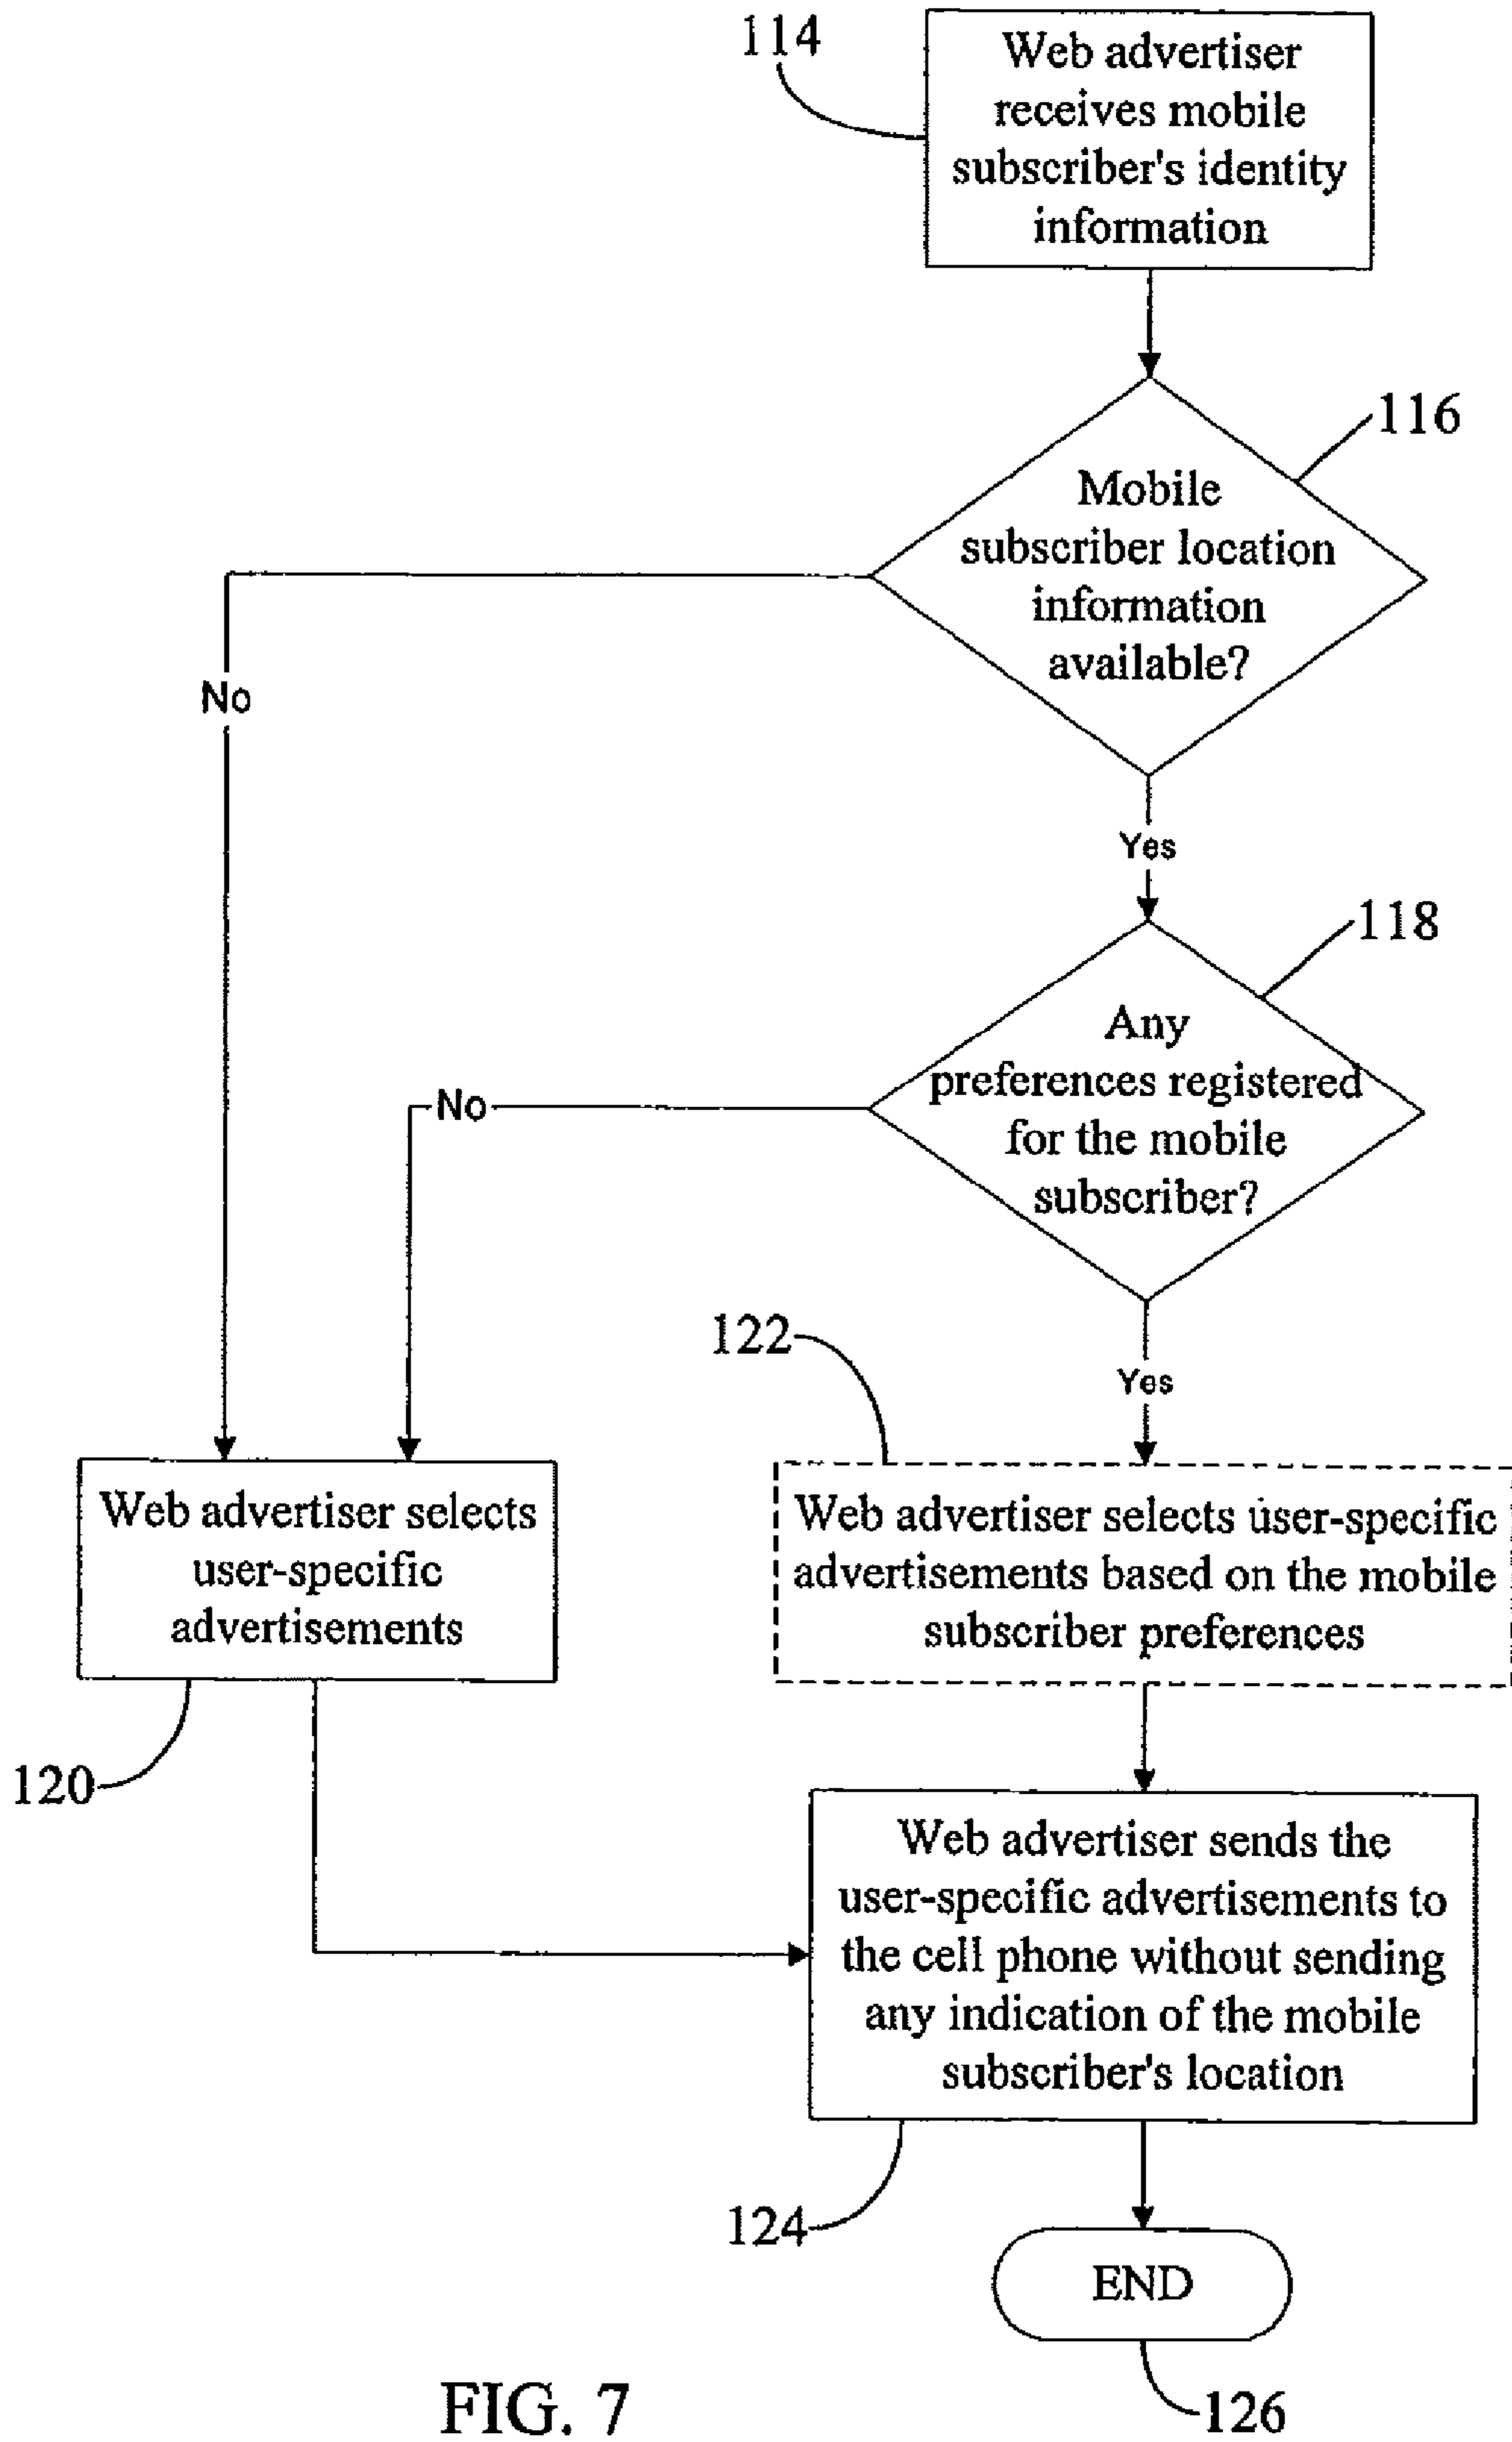 114
Web advertiser
receives mobile
subscriber's identity
information
116
Mobile
subscriber location
information
available?
No
Yes
118
Any
preferences registered
for the mobile
subscriber?
No
Yes
122
Web advertiser selects
user-specific
advertisements
120
Web advertiser selects user-specific
advertisements based on the mobile
subscriber preferences
Web advertiser sends the
user-specific advertisements to
the cell phone without sending
any indication of the mobile
subscriber's location
124
END
126
FIG. 7